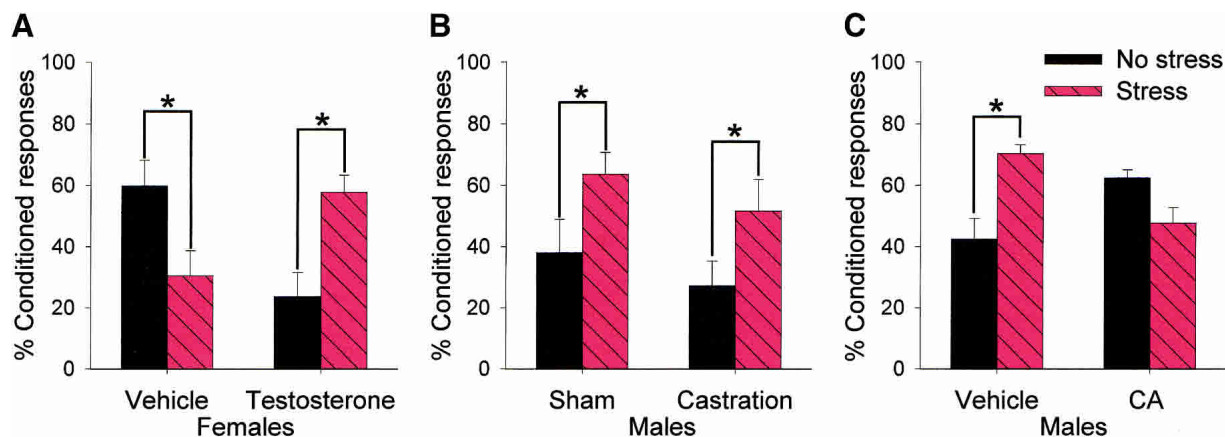 A
% Conditioned responses
100
80
60
40
20
0
*
*
Vehicle Testosterone
Females
B
% Conditioned responses
100
80
60
40
20
0
*
*
Sham Castration
Males
C
% Conditioned responses
100
80
60
40
20
0
No stress
Stress
*
Vehicle CA
Males